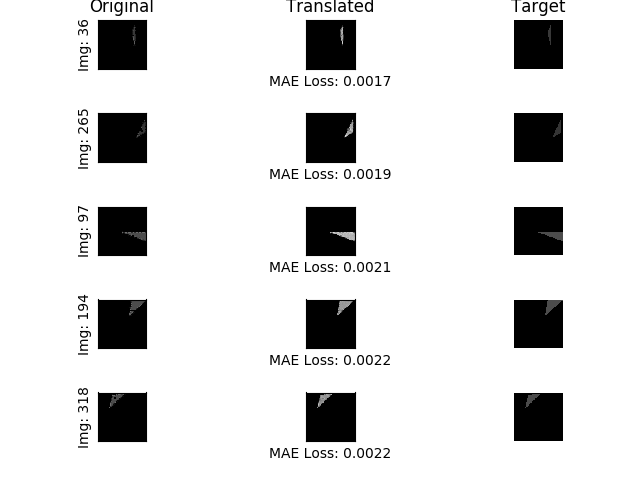 Original Translated Target
Img: 36
MAE Loss: 0.0017
Img: 265
MAE Loss: 0.0019
Img: 97
MAE Loss: 0.0021
Img: 194
MAE Loss: 0.0022
Img: 318
MAE Loss: 0.0022